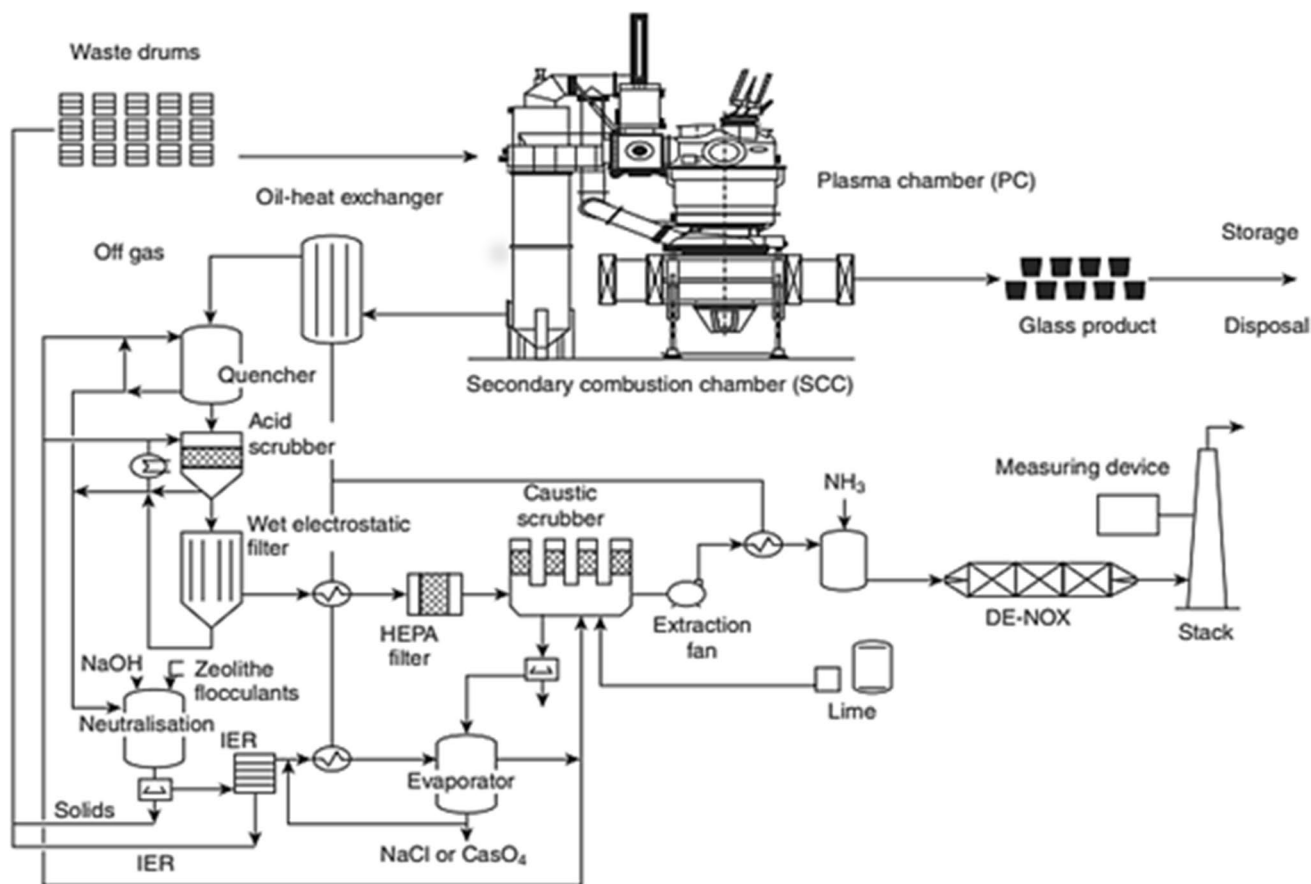 Waste drums
Plasma chamber (PC)
Oil-heat exchanger
Storage
Off gas
Glass product
Disposal
Quencher
Secondary combustion chamber (SCC)
Acid
scrubber
Measuring device
NH₃
Caustic
scrubber
Wet electrostatic
filter
DE-NOX
Stack
HEPA
filter
Extraction
fan
NaOH
Zeolithe
flocculants
Lime
Neutralisation
IER
Evaporator
Solids
NaCl or CasO₄
IER